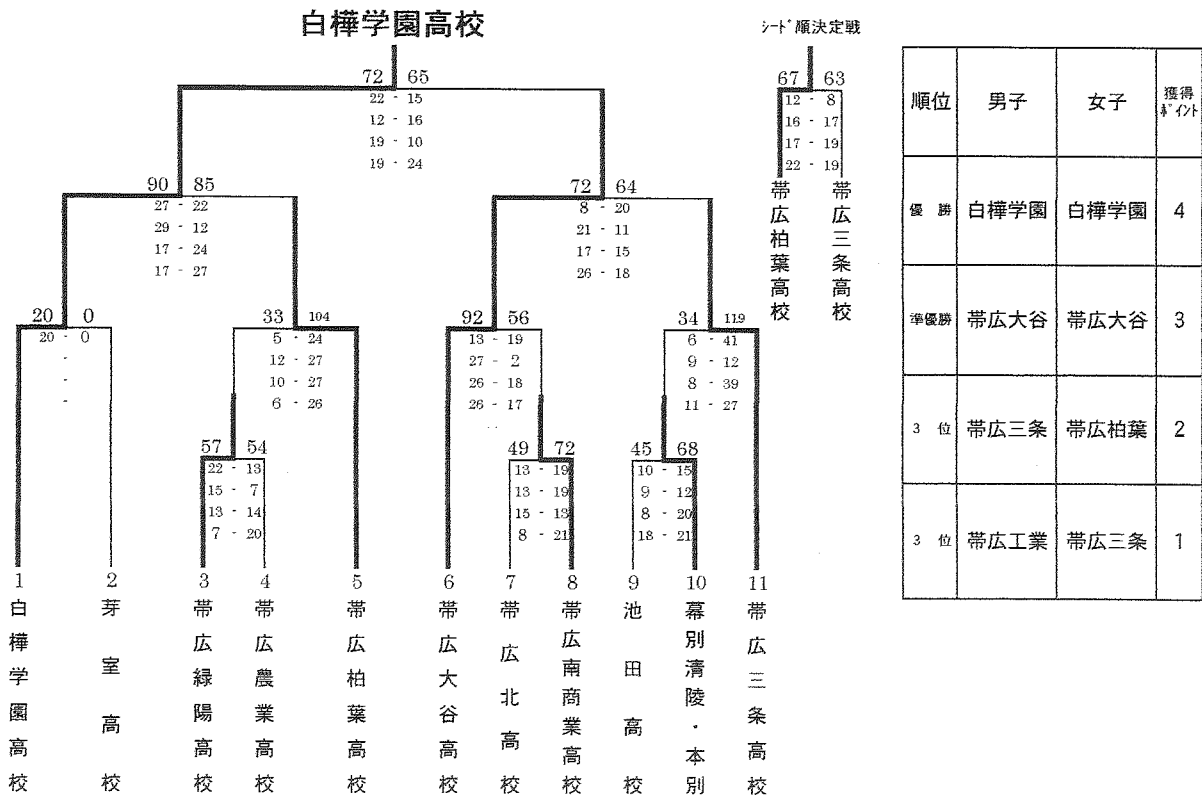 白樺学園高校
シード順決定戦
72 65
22 - 15
12 - 16
19 - 10
19 - 24
67 63
12 - 8
16 - 17
17 - 19
22 - 19
帯広柏葉高校
帯広三条高校
90 85
27 - 22
29 - 12
17 - 24
17 - 27
72 64
8 - 20
21 - 11
17 - 15
26 - 18
20 0
20 - 0
-
-
-
33 104
5 - 24
12 - 27
10 - 27
6 - 26
92 56
13 - 19
27 - 2
26 - 18
26 - 17
34 119
6 - 41
9 - 12
8 - 39
11 - 27
57 54
22 - 13
15 - 7
13 - 14
7 - 20
49 72
13 - 19
13 - 19
15 - 13
8 - 21
45 68
10 - 15
9 - 12
8 - 20
18 - 21
1 白樺学園高校
2 芽室高校
3 帯広緑陽高校
4 帯広農業高校
5 帯広柏葉高校
6 帯広大谷高校
7 帯広北高校
8 帯広南商業高校
9 池田高校
10 幕別清陵・本別
11 帯広三条高校
順位 男子 女子 獲得ポイント
優勝 白樺学園 白樺学園 4
準優勝 帯広大谷 帯広大谷 3
3位 帯広三条 帯広柏葉 2
3位 帯広工業 帯広三条 1